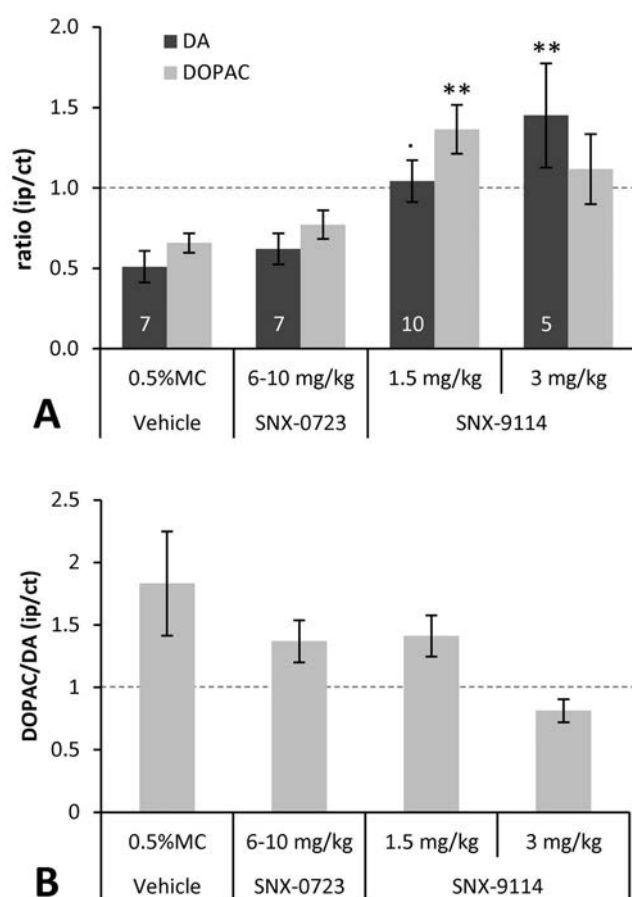 2.0
DA
DOPAC
**
**
1.5
.
ratio (ip/ct)
1.0
0.5
7
7
10
5
0.0
0.5%MC
6-10 mg/kg
1.5 mg/kg
3 mg/kg
A
Vehicle
SNX-0723
SNX-9114
2.5
2
1.5
DOPAC/DA (ip/ct)
1
0.5
0
0.5%MC
6-10 mg/kg
1.5 mg/kg
3 mg/kg
B
Vehicle
SNX-0723
SNX-9114